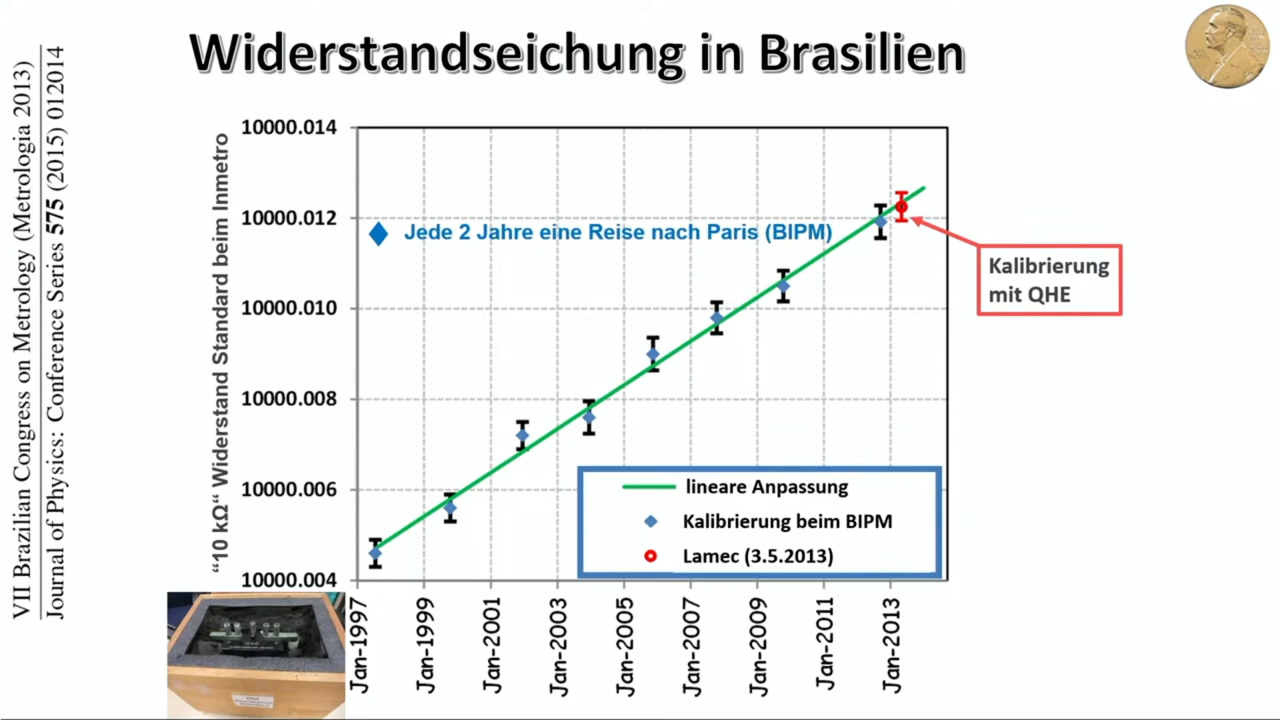 Widerstandseichung in Brasilien
VII Brazilian Congress on Metrology (Metrologia 2013)
Journal of Physics: Conference Series 575 (2015) 012014
“10 kΩ“ Widerstand Standard beim Inmetro
10000.014
10000.012
10000.010
10000.008
10000.006
10000.004
Jede 2 Jahre eine Reise nach Paris (BIPM)
Kalibrierung
mit QHE
lineare Anpassung
Kalibrierung beim BIPM
Lamec (3.5.2013)
Jan-1997
Jan-1999
Jan-2001
Jan-2003
Jan-2005
Jan-2007
Jan-2009
Jan-2011
Jan-2013